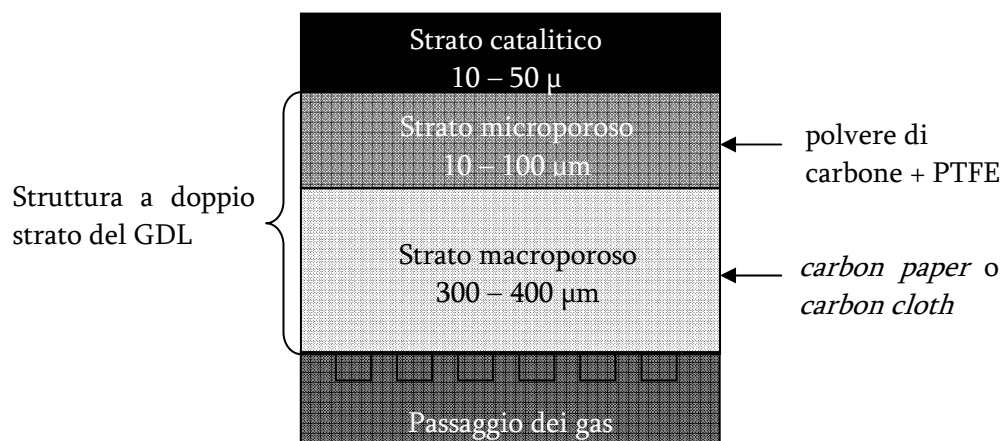 Strato catalitico
10 – 50 μ
Strato microporoso
10 – 100 μm
polvere di
carbone + PTFE
Struttura a doppio
strato del GDL
Strato macroporoso
300 – 400 μm
carbon paper o
carbon cloth
Passaggio dei gas